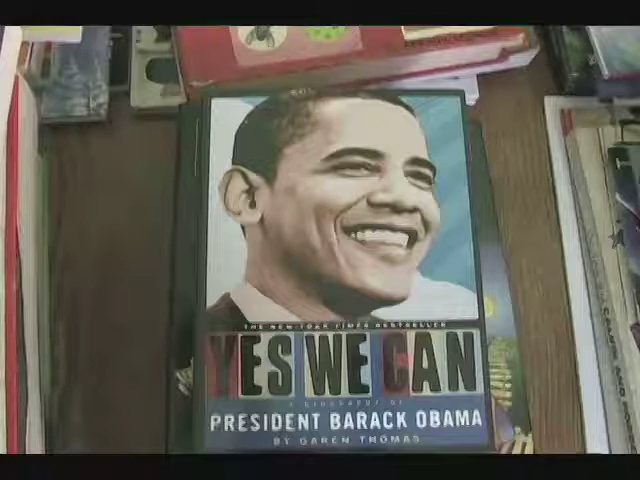 THE NEW YORK TIMES BESTSELLER
YES WE CAN
A BIOGRAPHY OF
PRESIDENT BARACK OBAMA
BY GAREN THOMAS